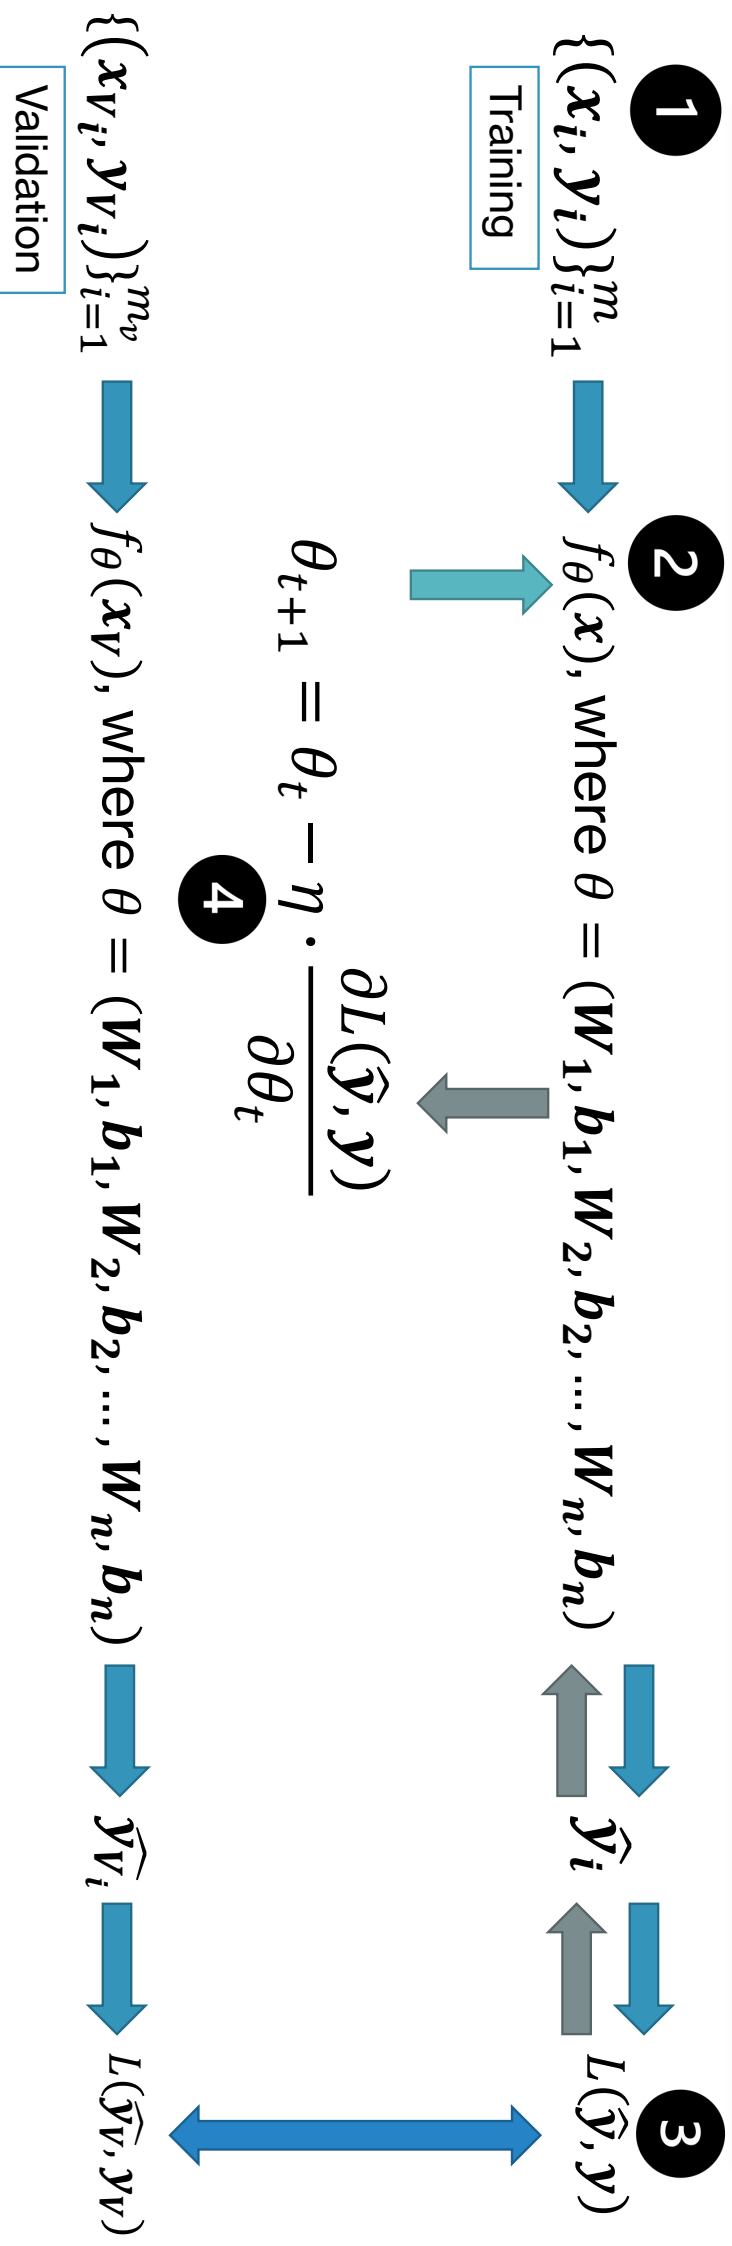 1
2
3
{(x_i, y_i)}_{i=1}^{m}
f_θ(x), where θ = (W_1, b_1, W_2, b_2, …, W_n, b_n)
ŷ_i
L(ŷ, y)
Training
θ_{t+1} = θ_t − η · ∂L(ŷ, y)/∂θ_t
4
{(x_{V_i}, y_{V_i})}_{i=1}^{m_v}
f_θ(x_V), where θ = (W_1, b_1, W_2, b_2, …, W_n, b_n)
ŷ_{V_i}
L(ŷ_V, y_V)
Validation